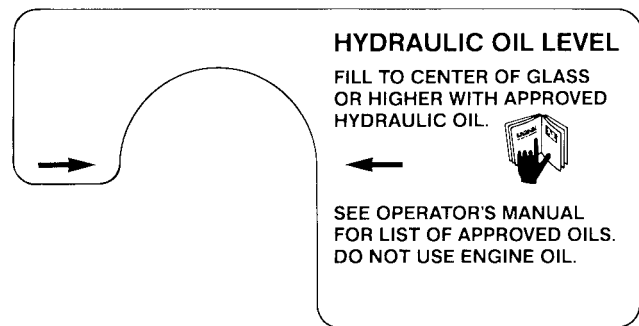 HYDRAULIC OIL LEVEL
FILL TO CENTER OF GLASS
OR HIGHER WITH APPROVED
HYDRAULIC OIL.
SEE OPERATOR'S MANUAL
FOR LIST OF APPROVED OILS.
DO NOT USE ENGINE OIL.